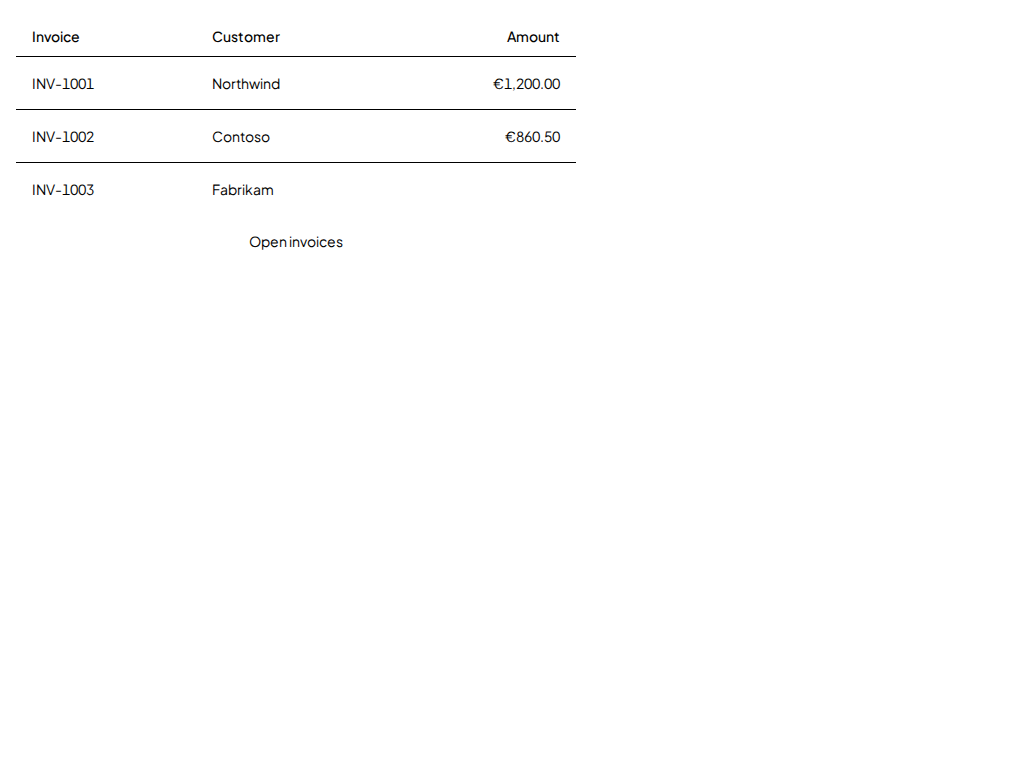 Invoice Customer Amount
INV-1001 Northwind €1,200.00
INV-1002 Contoso €860.50
INV-1003 Fabrikam
Open invoices